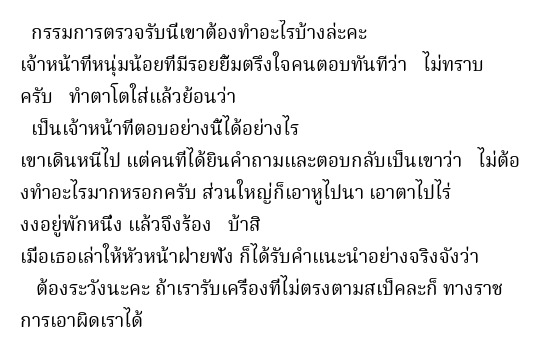 กรรมการตรวจรับนี่เขาต้องทำอะไรบ้างล่ะคะ
เจ้าหน้าที่หนุ่มน้อยที่มีรอยยิ้มตรึงใจคนตอบทันทีว่า ไม่ทราบ
ครับ ทำตาโตใส่แล้วย้อนว่า
เป็นเจ้าหน้าที่ตอบอย่างนี้ได้อย่างไร
เขาเดินหนีไป แต่คนที่ได้ยินคำถามและตอบกลับเป็นเขาว่า ไม่ต้อ
งทำอะไรมากหรอกครับ ส่วนใหญ่ก็เอาหูไปนา เอาตาไปไร่
งงอยู่พักหนึ่ง แล้วจึงร้อง บ้าสิ
เมื่อเธอเล่าให้หัวหน้าฝ่ายฟัง ก็ได้รับคำแนะนำอย่างจริงจังว่า
ต้องระวังนะคะ ถ้าเรารับเครื่องที่ไม่ตรงตามสเป็คละก็ ทางราช
การเอาผิดเราได้